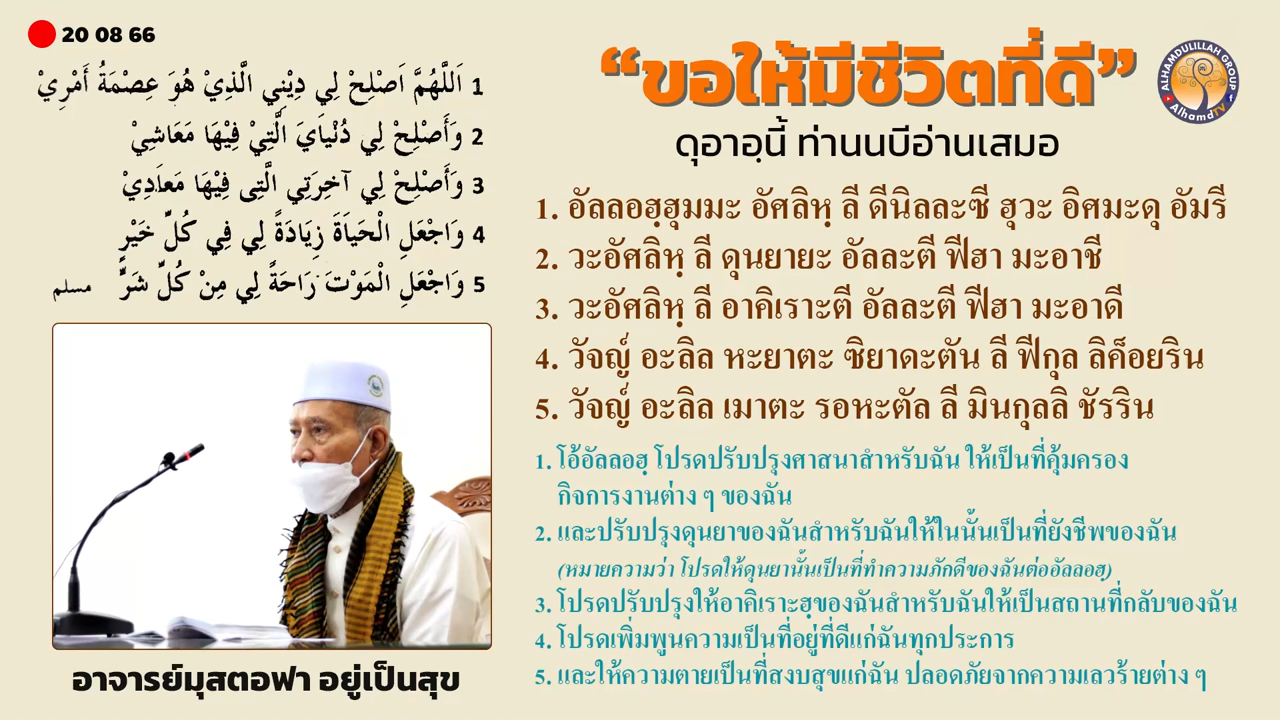 20 08 66
اَللَّهُمَّ اَصْلِحْ لِي دِيْنِي الَّذِيْ هُوَ عِصْمَةُ أَمْرِيْ 1
وَأَصْلِحْ لِي دُنْيَايَ الَّتِيْ فِيْهَا مَعَاشِيْ 2
وَأَصْلِحْ لِي آخِرَتِي الَّتِى فِيْهَا مَعَادِيْ 3
وَاجْعَلِ الْحَيَاةَ زِيَادَةً لِي فِي كُلِّ خَيْرٍ 4
وَاجْعَلِ الْمَوْتَ رَاحَةً لِي مِنْ كُلِّ شَرٍّ 5 مسلم
อาจารย์มุสตอฟา อยู่เป็นสุข
“ขอให้มีชีวิตที่ดี”
ALHAMDULILLAH GROUP
AlhamdTV
ดุอาอฺนี้ ท่านนบีอ่านเสมอ
1. อัลลอฮฺฮุมมะ อัศลิหฺ ลี ดีนิลละซี ฮุวะ อิศมะดุ อัมรี
2. วะอัศลิหฺ ลี ดุนยายะ อัลละตี ฟีฮา มะอาชี
3. วะอัศลิหฺ ลี อาคิเราะตี อัลละตี ฟีฮา มะอาดี
4. วัจญ์ อะลิล หะยาตะ ซิยาดะตัน ลี ฟีกุล ลิค็อยริน
5. วัจญ์ อะลิล เมาตะ รอหะตัล ลี มินกุลลิ ชัรริน
1. โอ้อัลลอฮฺ โปรดปรับปรุงศาสนาสำหรับฉัน ให้เป็นที่คุ้มครอง
กิจการงานต่าง ๆ ของฉัน
2. และปรับปรุงดุนยาของฉันสำหรับฉันให้ในนั้นเป็นที่ยังชีพของฉัน
(หมายความว่า โปรดให้ดุนยานั้นเป็นที่ทำความภักดีของฉันต่ออัลลอฮฺ)
3. โปรดปรับปรุงให้อาคิเราะฮฺของฉันสำหรับฉันให้เป็นสถานที่กลับของฉัน
4. โปรดเพิ่มพูนความเป็นที่อยู่ที่ดีแก่ฉันทุกประการ
5. และให้ความตายเป็นที่สงบสุขแก่ฉัน ปลอดภัยจากความเลวร้ายต่าง ๆ